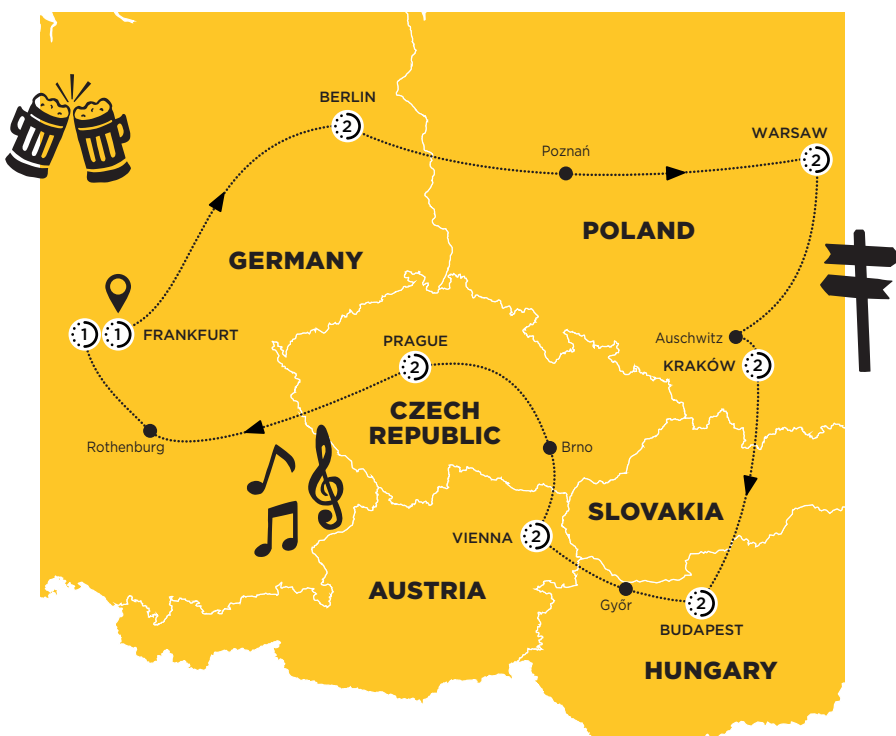 BERLIN
2
WARSAW
2
Poznań
POLAND
GERMANY
1
1
FRANKFURT
Auschwitz
KRAKÓW
2
PRAGUE
2
CZECH
REPUBLIC
Rothenburg
Brno
SLOVAKIA
VIENNA
2
AUSTRIA
Győr
2
BUDAPEST
HUNGARY